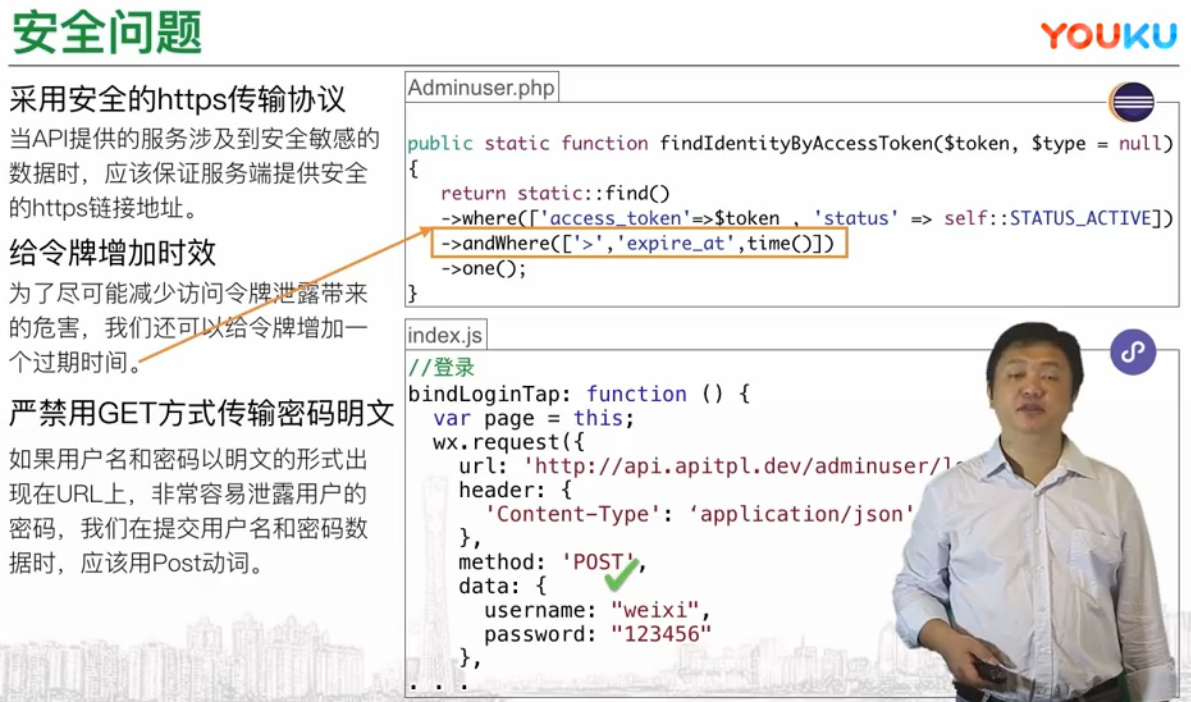 安全问题
YOUKU
采用安全的https传输协议
当API提供的服务涉及到安全敏感的
数据时，应该保证服务端提供安全
的https链接地址。
给令牌增加时效
为了尽可能减少访问令牌泄露带来
的危害，我们还可以给令牌增加一
个过期时间。
严禁用GET方式传输密码明文
如果用户名和密码以明文的形式出
现在URL上，非常容易泄露用户的
密码，我们在提交用户名和密码数
据时，应该用Post动词。
Adminuser.php
public static function findIdentityByAccessToken($token, $type = null)
{
return static::find()
->where(['access_token'=>$token , 'status' => self::STATUS_ACTIVE])
->andWhere(['>','expire_at',time()])
->one();
}
index.js
//登录
bindLoginTap: function () {
var page = this;
wx.request({
url: 'http://api.apitpl.dev/adminuser/
header: {
'Content-Type': ‘application/json'
},
method: 'POST',
data: {
username: "weixi",
password: "123456"
},
. . .